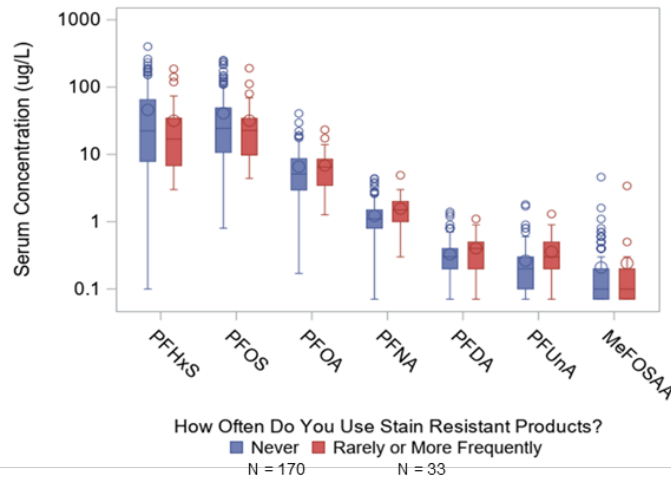 Serum Concentration (ug/L)
1000
100
10
1
0.1
PFHxS
PFOS
PFOA
PFNA
PFDA
PFUnA
MeFOSAA
How Often Do You Use Stain Resistant Products?
Never Rarely or More Frequently
N = 170 N = 33